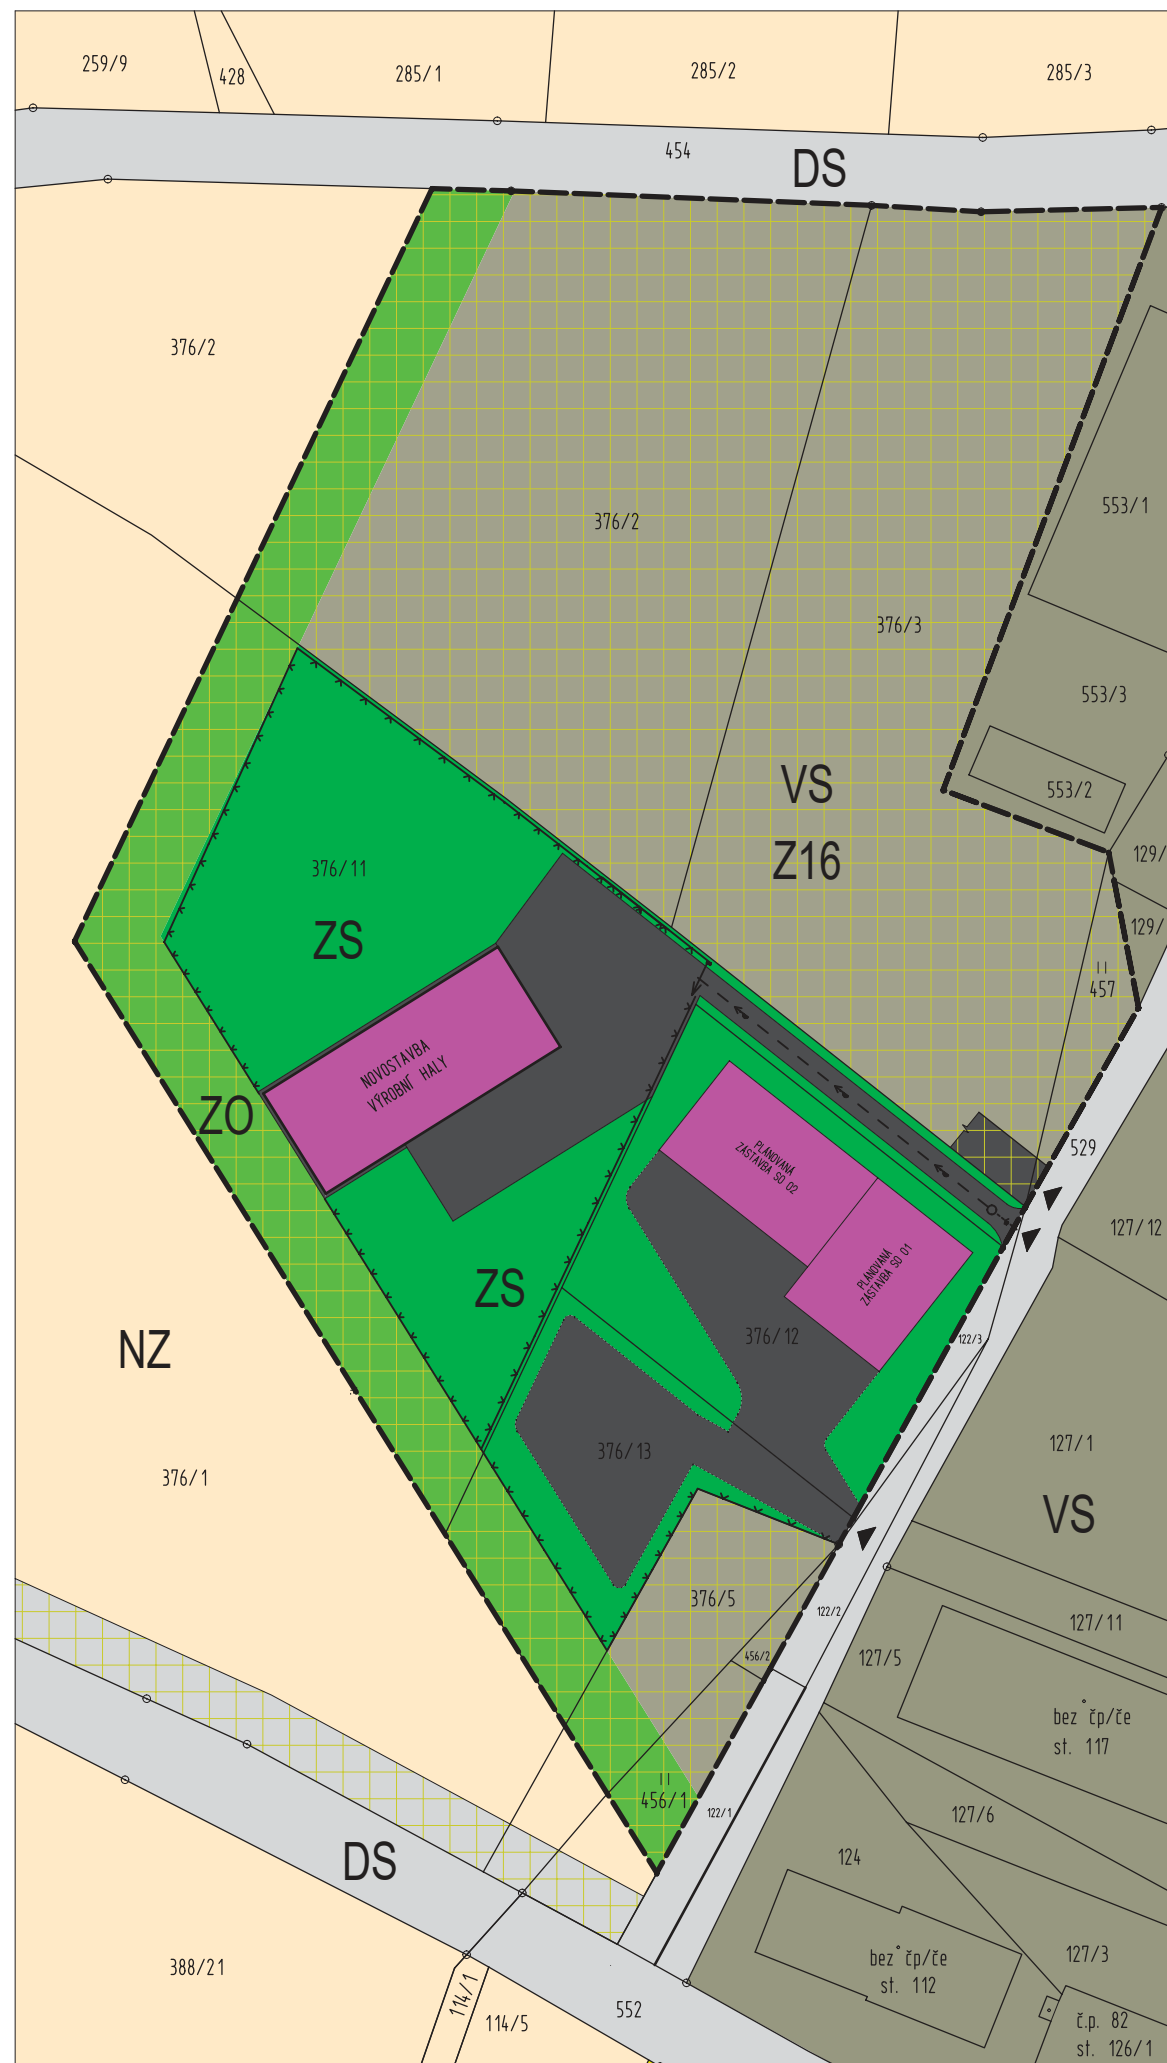 259/9
428
285/1
285/2
285/3
454
DS
376/2
376/2
553/1
376/3
553/3
VS
553/2
Z16
129/
376/11
129/
ZS
457
NOVOSTAVBA
VÝROBNÍ HALY
ZO
529
PLÁNOVANÁ
ZÁSTAVBA SO 02
127/12
PLÁNOVANÁ
ZÁSTAVBA SO 01
ZS
376/12
122/3
NZ
127/1
376/13
376/1
VS
376/5
122/2
127/11
456/2
127/5
bez čp/če
st. 117
456/1
122/1
127/6
DS
124
127/3
bez čp/če
st. 112
388/21
114/1
552
114/5
č.p. 82
st. 126/1